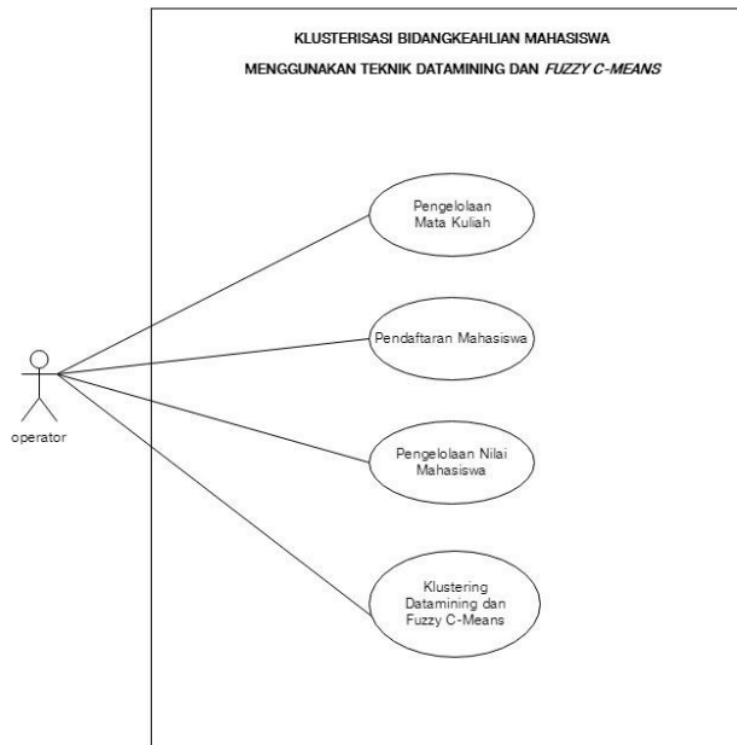 KLUSTERISASI BIDANGKEAHLIAN MAHASISWA
MENGGUNAKAN TEKNIK DATAMINING DAN FUZZY C-MEANS
Pengelolaan
Mata Kuliah
Pendaftaran Mahasiswa
operator
Pengelolaan Nilai
Mahasiswa
Klustering
Datamining dan
Fuzzy C-Means